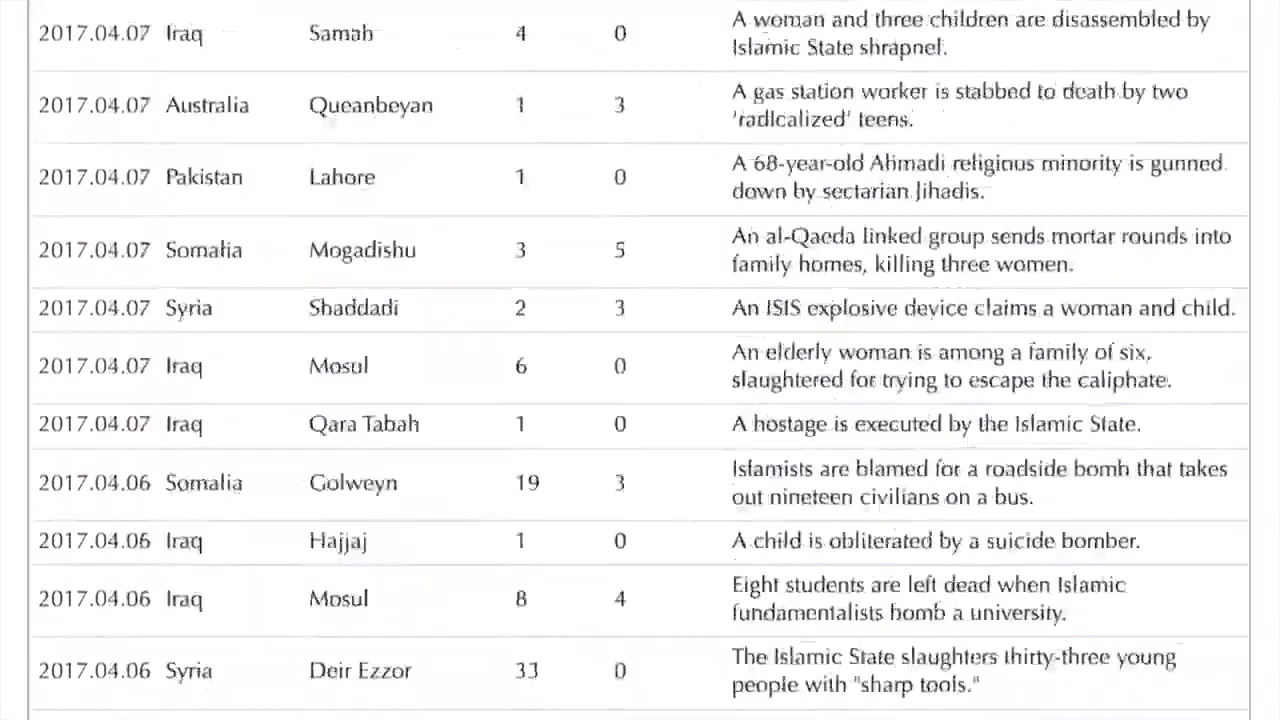 2017.04.07 Iraq Samah 4 0 A woman and three children are disassembled by
Islamic State shrapnel.
2017.04.07 Australia Queanbeyan 1 3 A gas station worker is stabbed to death by two
'radicalized' teens.
2017.04.07 Pakistan Lahore 1 0 A 68-year-old Ahmadi religious minority is gunned
down by sectarian Jihadis.
2017.04.07 Somalia Mogadishu 3 5 An al-Qaeda linked group sends mortar rounds into
family homes, killing three women.
2017.04.07 Syria Shaddadi 2 3 An ISIS explosive device claims a woman and child.
2017.04.07 Iraq Mosul 6 0 An elderly woman is among a family of six,
slaughtered for trying to escape the caliphate.
2017.04.07 Iraq Qara Tabah 1 0 A hostage is executed by the Islamic State.
2017.04.06 Somalia Golweyn 19 3 Islamists are blamed for a roadside bomb that takes
out nineteen civilians on a bus.
2017.04.06 Iraq Hajjaj 1 0 A child is obliterated by a suicide bomber.
2017.04.06 Iraq Mosul 8 4 Eight students are left dead when Islamic
fundamentalists bomb a university.
2017.04.06 Syria Deir Ezzor 33 0 The Islamic State slaughters thirty-three young
people with "sharp tools."